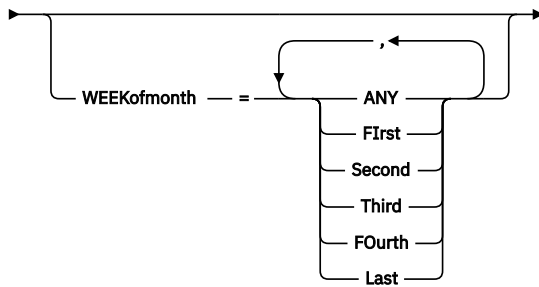 ,
WEEKofmonth = ANY
FIrst
Second
Third
FOurth
Last